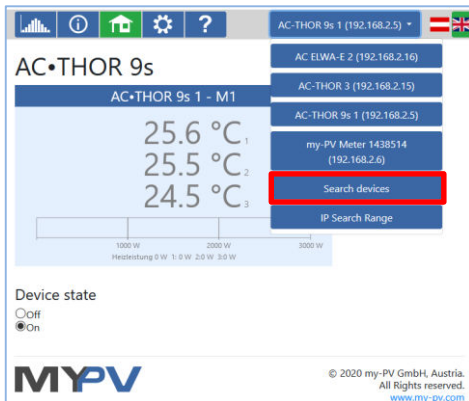 AC-THOR 9s 1 (192.168.2.5)
AC ELWA-E 2 (192.168.2.16)
AC•THOR 9s
AC-THOR 3 (192.168.2.15)
AC•THOR 9s 1 - M1
AC-THOR 9s 1 (192.168.2.5)
25.6 °C 1
my-PV Meter 1438514
(192.168.2.6)
25.5 °C 2
Search devices
24.5 °C 3
IP Search Range
1000 W 2000 W 3000 W
Heizleitung 0 W 1: 0 W 2:0 W 3:0 W
Device state
Off
On
MYPV
© 2020 my-PV GmbH, Austria.
All Rights reserved.
www.my-pv.com